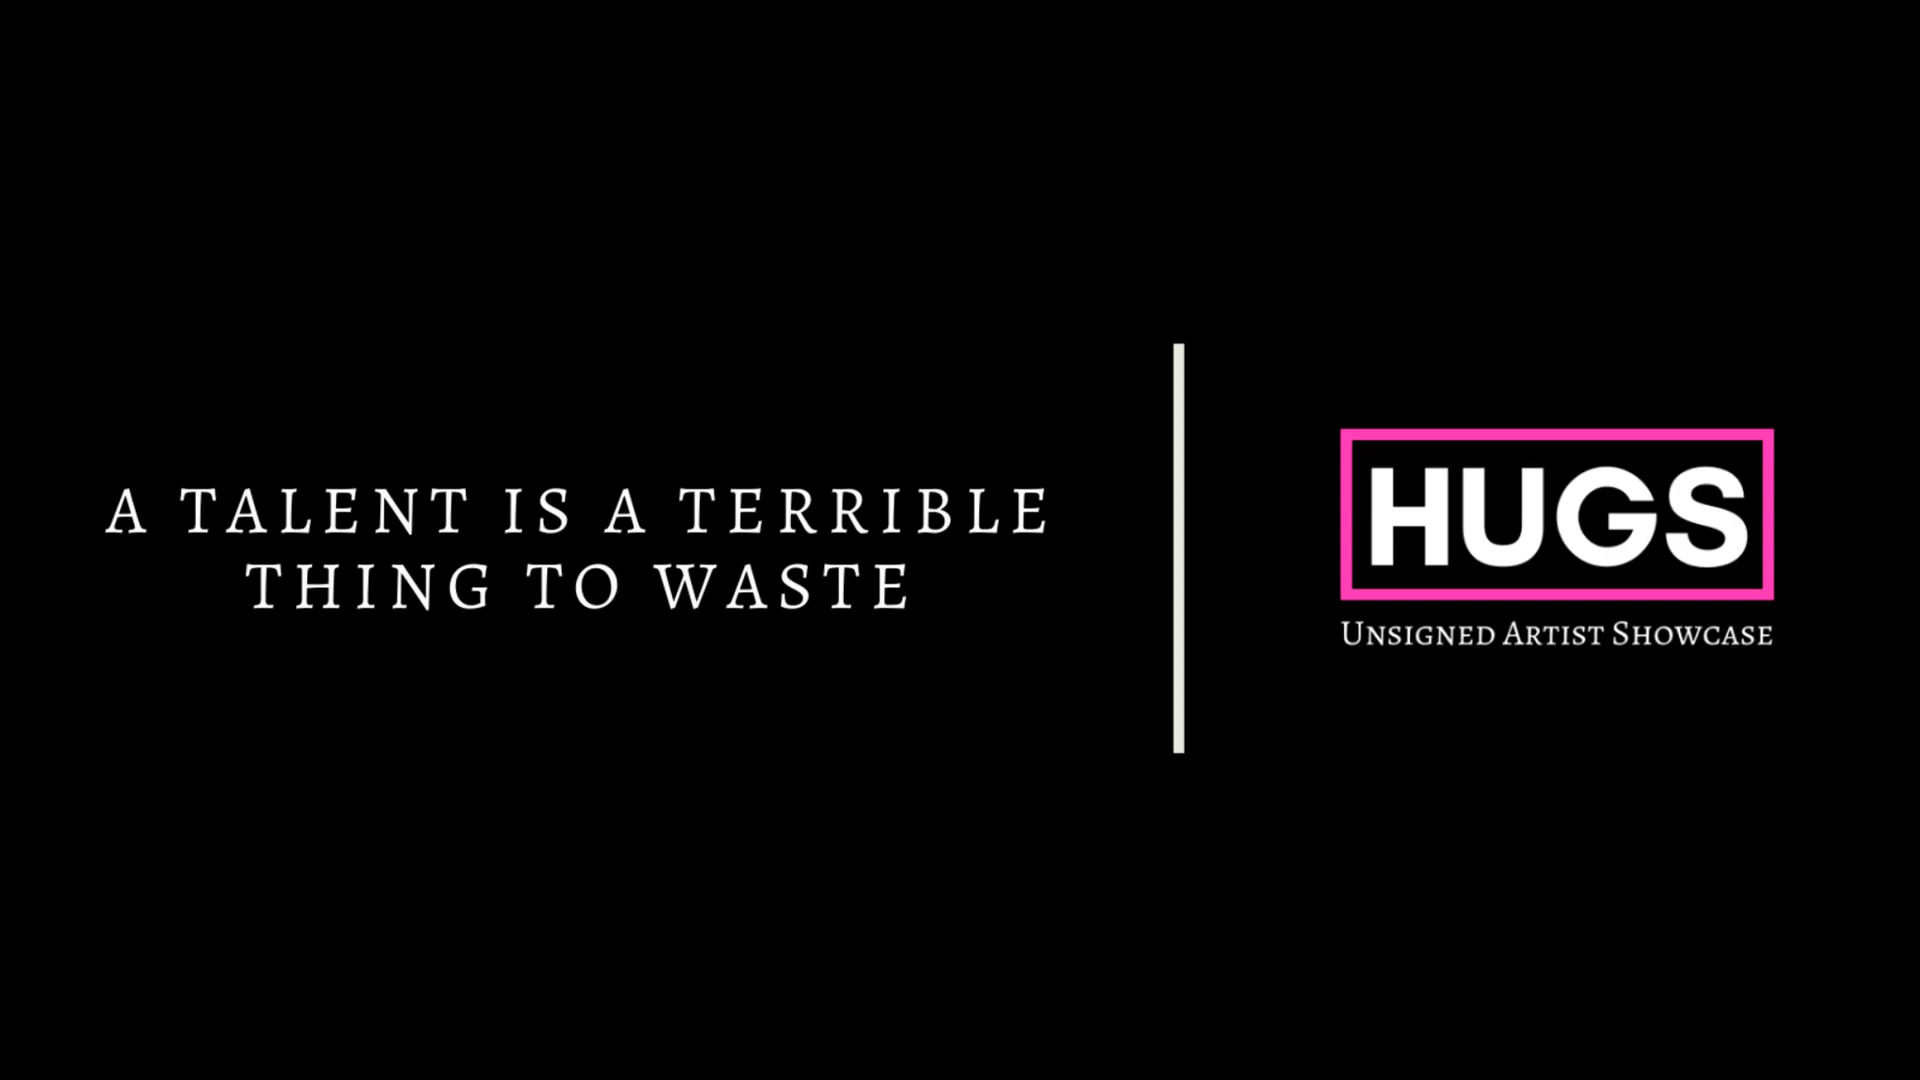 A TALENT IS A TERRIBLE
THING TO WASTE
HUGS
Unsigned Artist Showcase